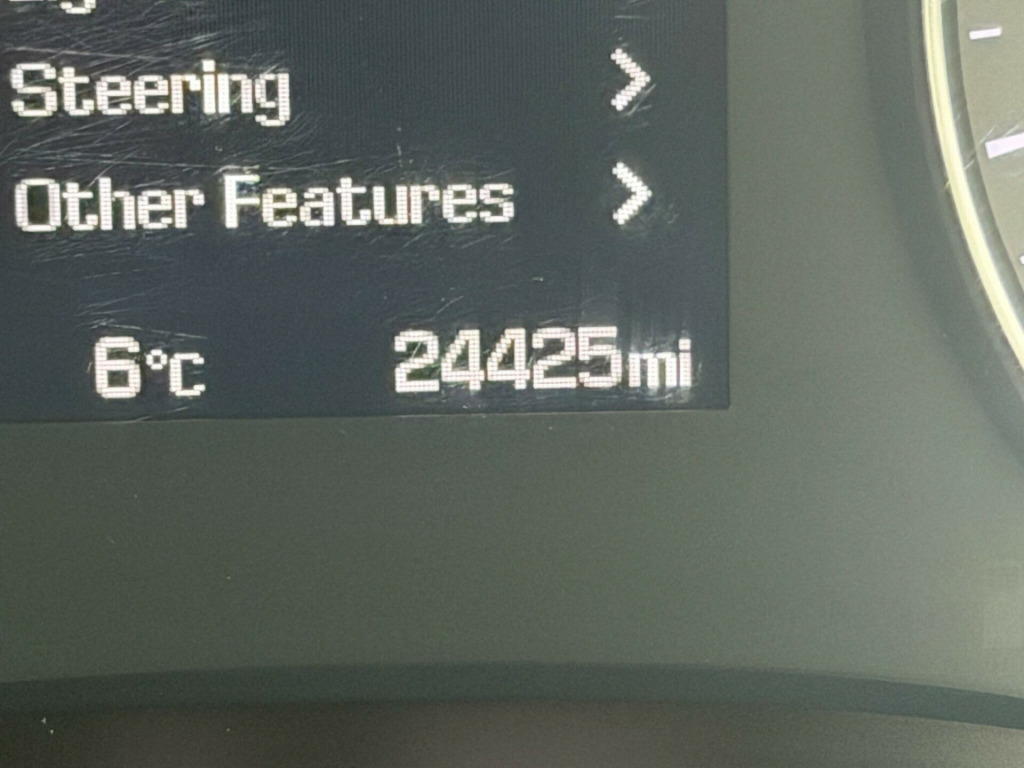 Steering >
Other Features >
6°C 24425mi